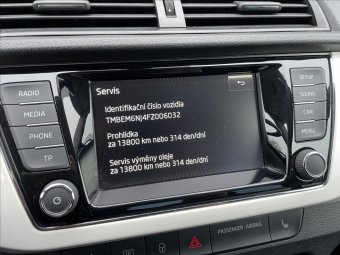 Servis
Identifikační číslo vozidla
TMBEM6NJ4FZ006032
Prohlídka
za 13800 km nebo 314 den/dní
Servis výměny oleje
za 13800 km nebo 314 den/dní
RADIO
MEDIA
PHONE
TP
SETUP
SOUND
CAR
MENU
PASSENGER AIRBAG